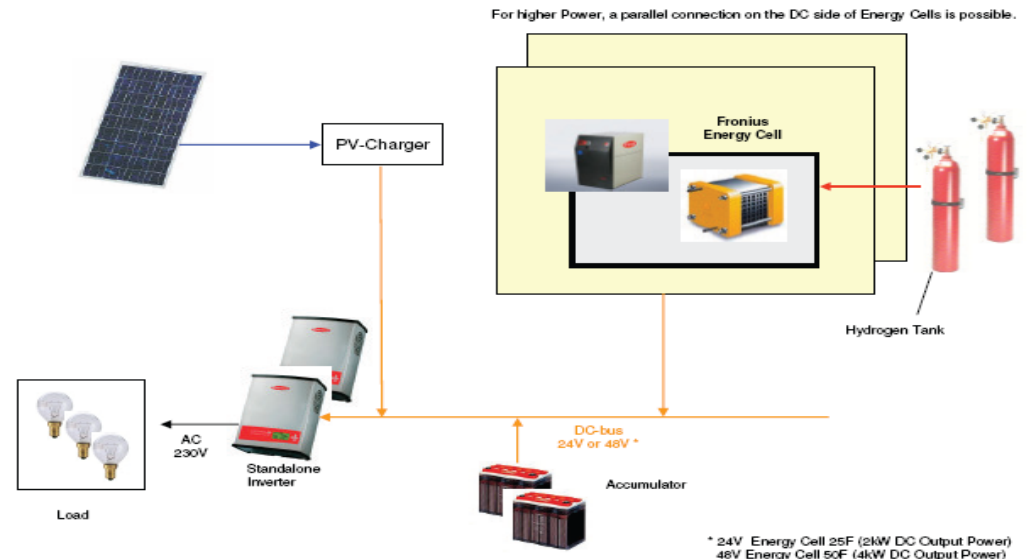 For higher Power, a parallel connection on the DC side of Energy Cells is possible.
Fronius
Energy Cell
PV-Charger
Hydrogen Tank
DC-bus
24V or 48V *
AC
230V
Standalone
Inverter
Accumulator
Load
* 24V Energy Cell 25F (2kW DC Output Power)
48V Energy Cell 50F (4kW DC Output Power)